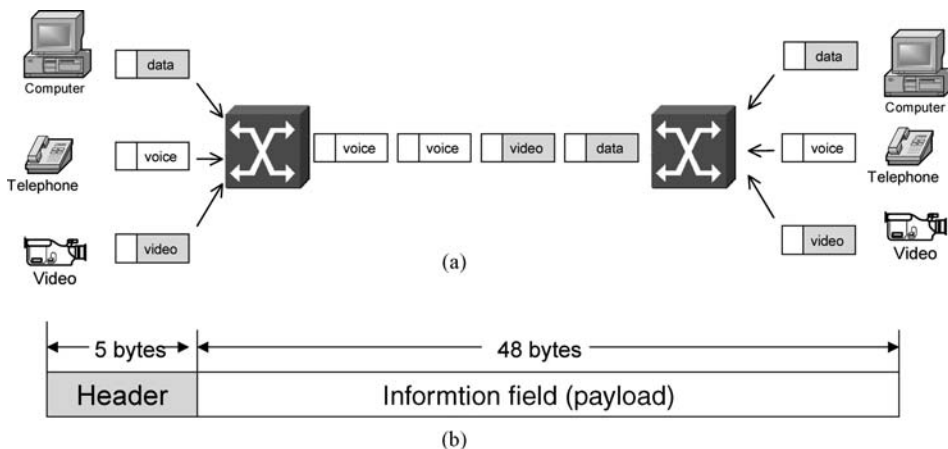 Computer
data
data
Computer
Telephone
voice
voice
voice
video
data
voice
Telephone
Video
video
video
Video
(a)
5 bytes
48 bytes
Header
Informtion field (payload)
(b)